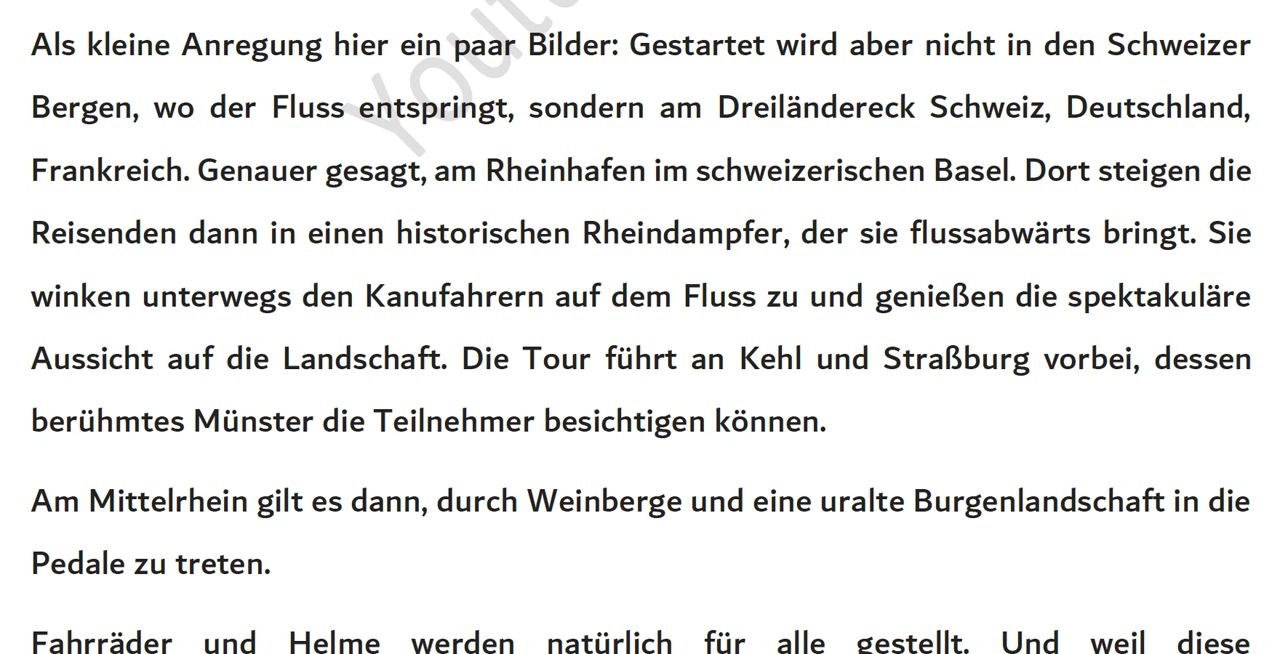 Als kleine Anregung hier ein paar Bilder: Gestartet wird aber nicht in den Schweizer
Bergen, wo der Fluss entspringt, sondern am Dreiländereck Schweiz, Deutschland,
Frankreich. Genauer gesagt, am Rheinhafen im schweizerischen Basel. Dort steigen die
Reisenden dann in einen historischen Rheindampfer, der sie flussabwärts bringt. Sie
winken unterwegs den Kanufahrern auf dem Fluss zu und genießen die spektakuläre
Aussicht auf die Landschaft. Die Tour führt an Kehl und Straßburg vorbei, dessen
berühmtes Münster die Teilnehmer besichtigen können.
Am Mittelrhein gilt es dann, durch Weinberge und eine uralte Burgenlandschaft in die
Pedale zu treten.
Fahrräder und Helme werden natürlich für alle gestellt. Und weil diese